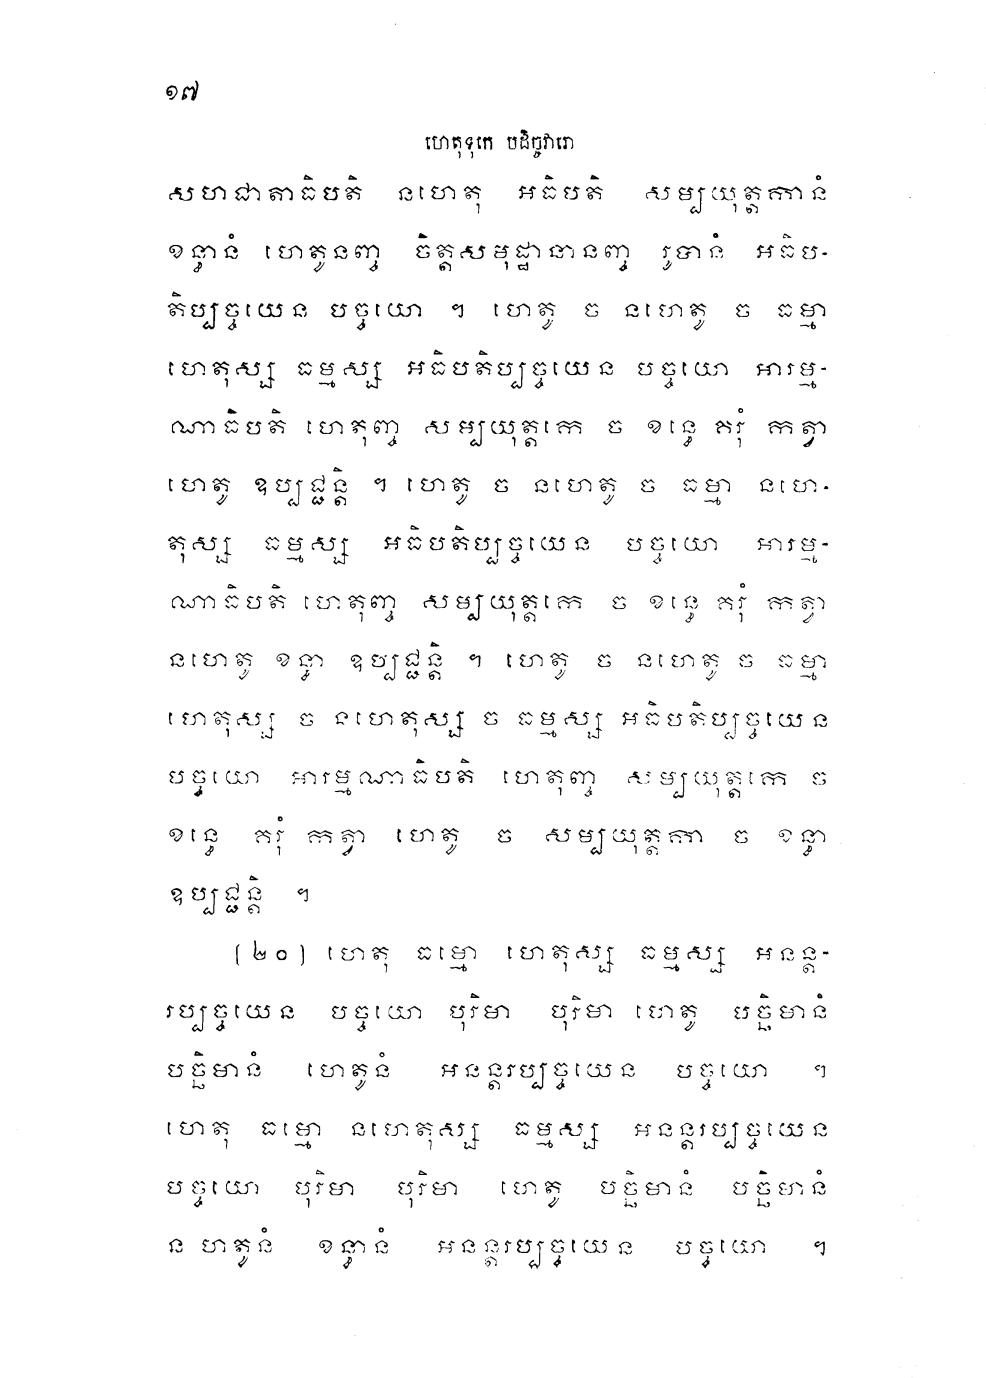 ១៧
ហេតុទុកេ បដិច្ចវារោ
សហជាតាធិបតិ នហេតុ អធិបតិ សម្បយុត្តកានំ
ខន្ធានំ ហេតូនញ្ច ចិត្តសមុដ្ឋានានញ្ច រូបានំ អធិប-
តិប្បច្ចយេន បច្ចយោ ។ ហេតូ ច នហេតូ ច ធម្មា
ហេតុស្ស ធម្មស្ស អធិបតិប្បច្ចយេន បច្ចយោ អារម្ម-
ណាធិបតិ ហេតុញ្ច សម្បយុត្តកេ ច ខន្ធេ គរុំ កត្វា
ហេតូ ឧប្បជ្ជន្តិ ។ ហេតូ ច នហេតូ ច ធម្មា នហេ-
តុស្ស ធម្មស្ស អធិបតិប្បច្ចយេន បច្ចយោ អារម្ម-
ណាធិបតិ ហេតុញ្ច សម្បយុត្តកេ ច ខន្ធេ គរុំ កត្វា
នហេតូ ខន្ធា ឧប្បជ្ជន្តិ ។ ហេតូ ច នហេតូ ច ធម្មា
ហេតុស្ស ច នហេតុស្ស ច ធម្មស្ស អធិបតិប្បច្ចយេន
បច្ចយោ អារម្មណាធិបតិ ហេតុញ្ច សម្បយុត្តកេ ច
ខន្ធេ គរុំ កត្វា ហេតូ ច សម្បយុត្តកា ច ខន្ធា
ឧប្បជ្ជន្តិ ។
(២០) ហេតុ ធម្មោ ហេតុស្ស ធម្មស្ស អនន្ត-
រប្បច្ចយេន បច្ចយោ បុរិមា បុរិមា ហេតូ បច្ឆិមានំ
បច្ឆិមានំ ហេតូនំ អនន្តរប្បច្ចយេន បច្ចយោ ។
ហេតុ ធម្មោ នហេតុស្ស ធម្មស្ស អនន្តរប្បច្ចយេន
បច្ចយោ បុរិមា បុរិមា ហេតូ បច្ឆិមានំ បច្ឆិមានំ
ន ហតូនំ ខន្ធានំ អនន្តរប្បច្ចយេន បច្ចយោ ។